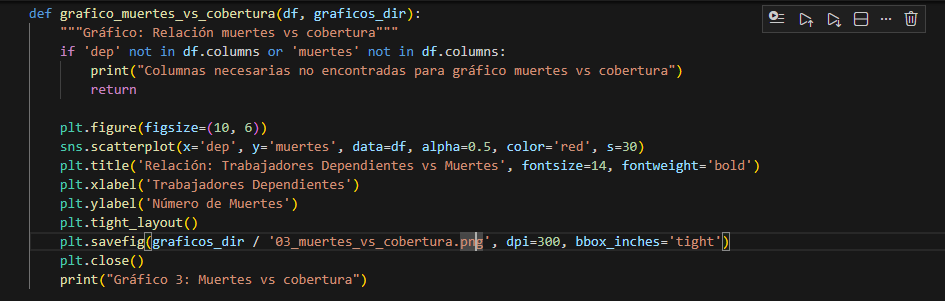 def grafico_muertes_vs_cobertura(df, graficos_dir):
    """Gráfico: Relación muertes vs cobertura"""
    if 'dep' not in df.columns or 'muertes' not in df.columns:
        print("Columnas necesarias no encontradas para gráfico muertes vs cobertura")
        return

    plt.figure(figsize=(10, 6))
    sns.scatterplot(x='dep', y='muertes', data=df, alpha=0.5, color='red', s=30)
    plt.title('Relación: Trabajadores Dependientes vs Muertes', fontsize=14, fontweight='bold')
    plt.xlabel('Trabajadores Dependientes')
    plt.ylabel('Número de Muertes')
    plt.tight_layout()
    plt.savefig(graficos_dir / '03_muertes_vs_cobertura.png', dpi=300, bbox_inches='tight')
    plt.close()
    print("Gráfico 3: Muertes vs cobertura")